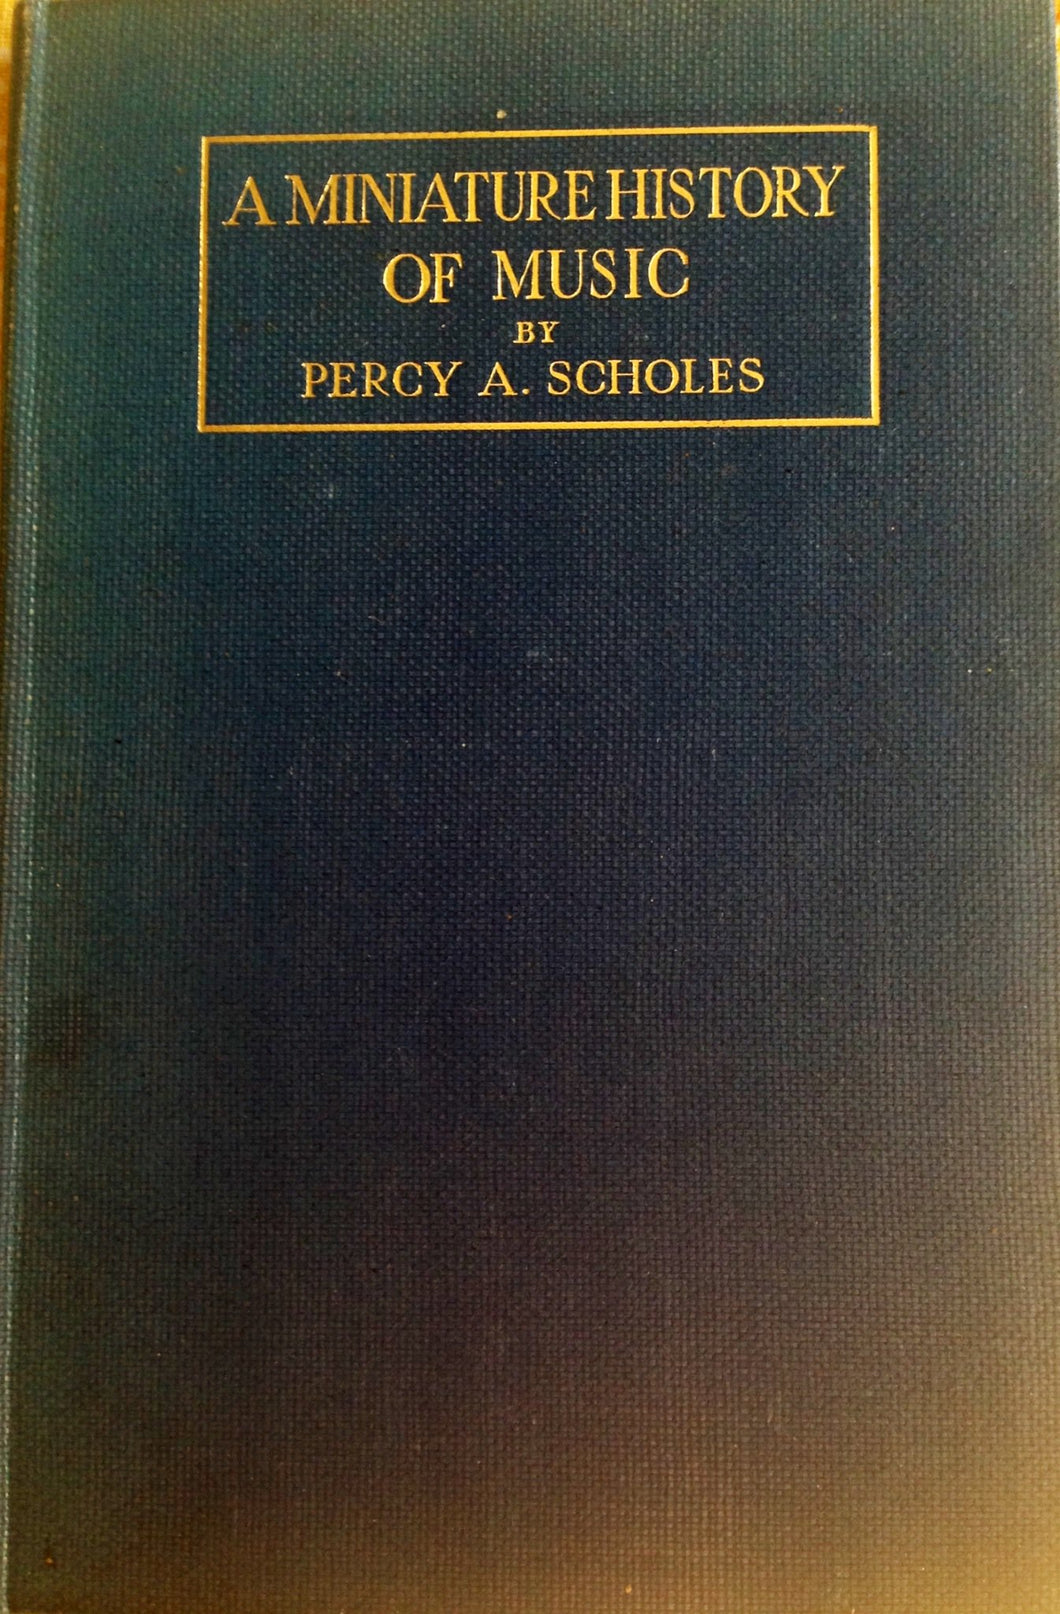 A MINIATURE HISTORY
OF MUSIC
BY
PERCY A. SCHOLES